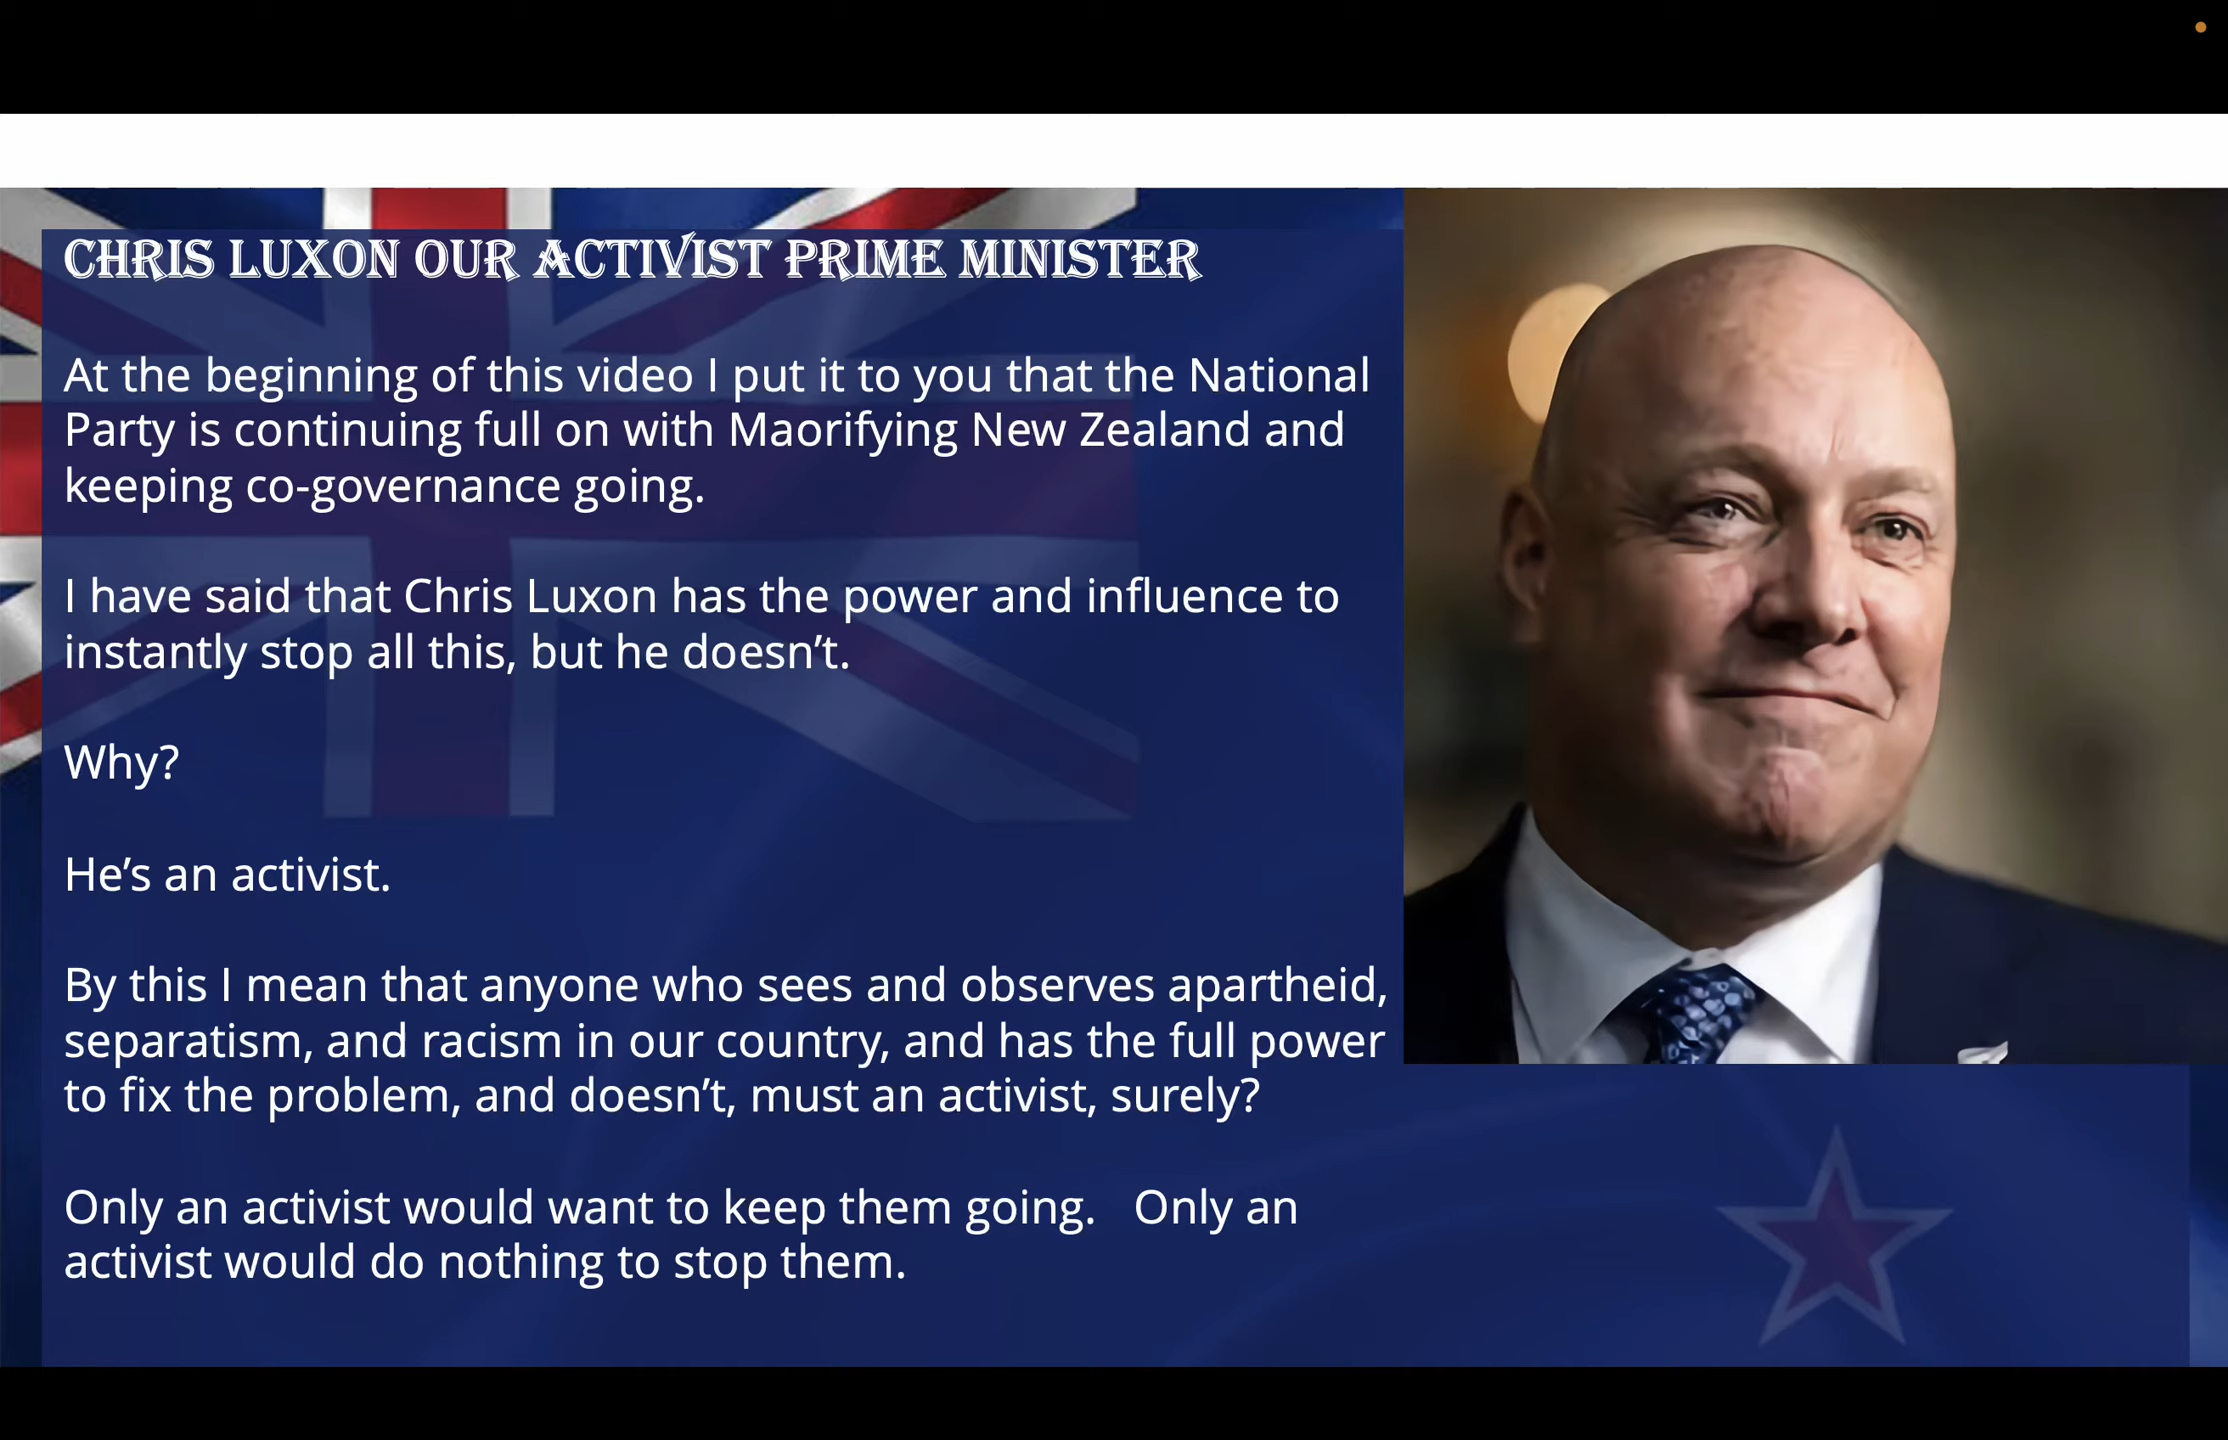 CHRIS LUXON OUR ACTIVIST PRIME MINISTER
At the beginning of this video I put it to you that the National
Party is continuing full on with Maorifying New Zealand and
keeping co-governance going.
I have said that Chris Luxon has the power and influence to
instantly stop all this, but he doesn’t.
Why?
He’s an activist.
By this I mean that anyone who sees and observes apartheid,
separatism, and racism in our country, and has the full power
to fix the problem, and doesn’t, must an activist, surely?
Only an activist would want to keep them going. Only an
activist would do nothing to stop them.